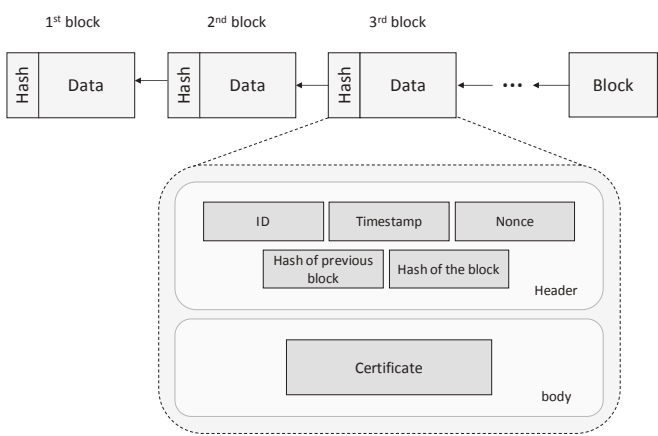 1st block
2nd block
3rd block
Hash
Data
Hash
Data
Hash
Data
...
Block
ID
Timestamp
Nonce
Hash of previous
block
Hash of the block
Header
Certificate
body